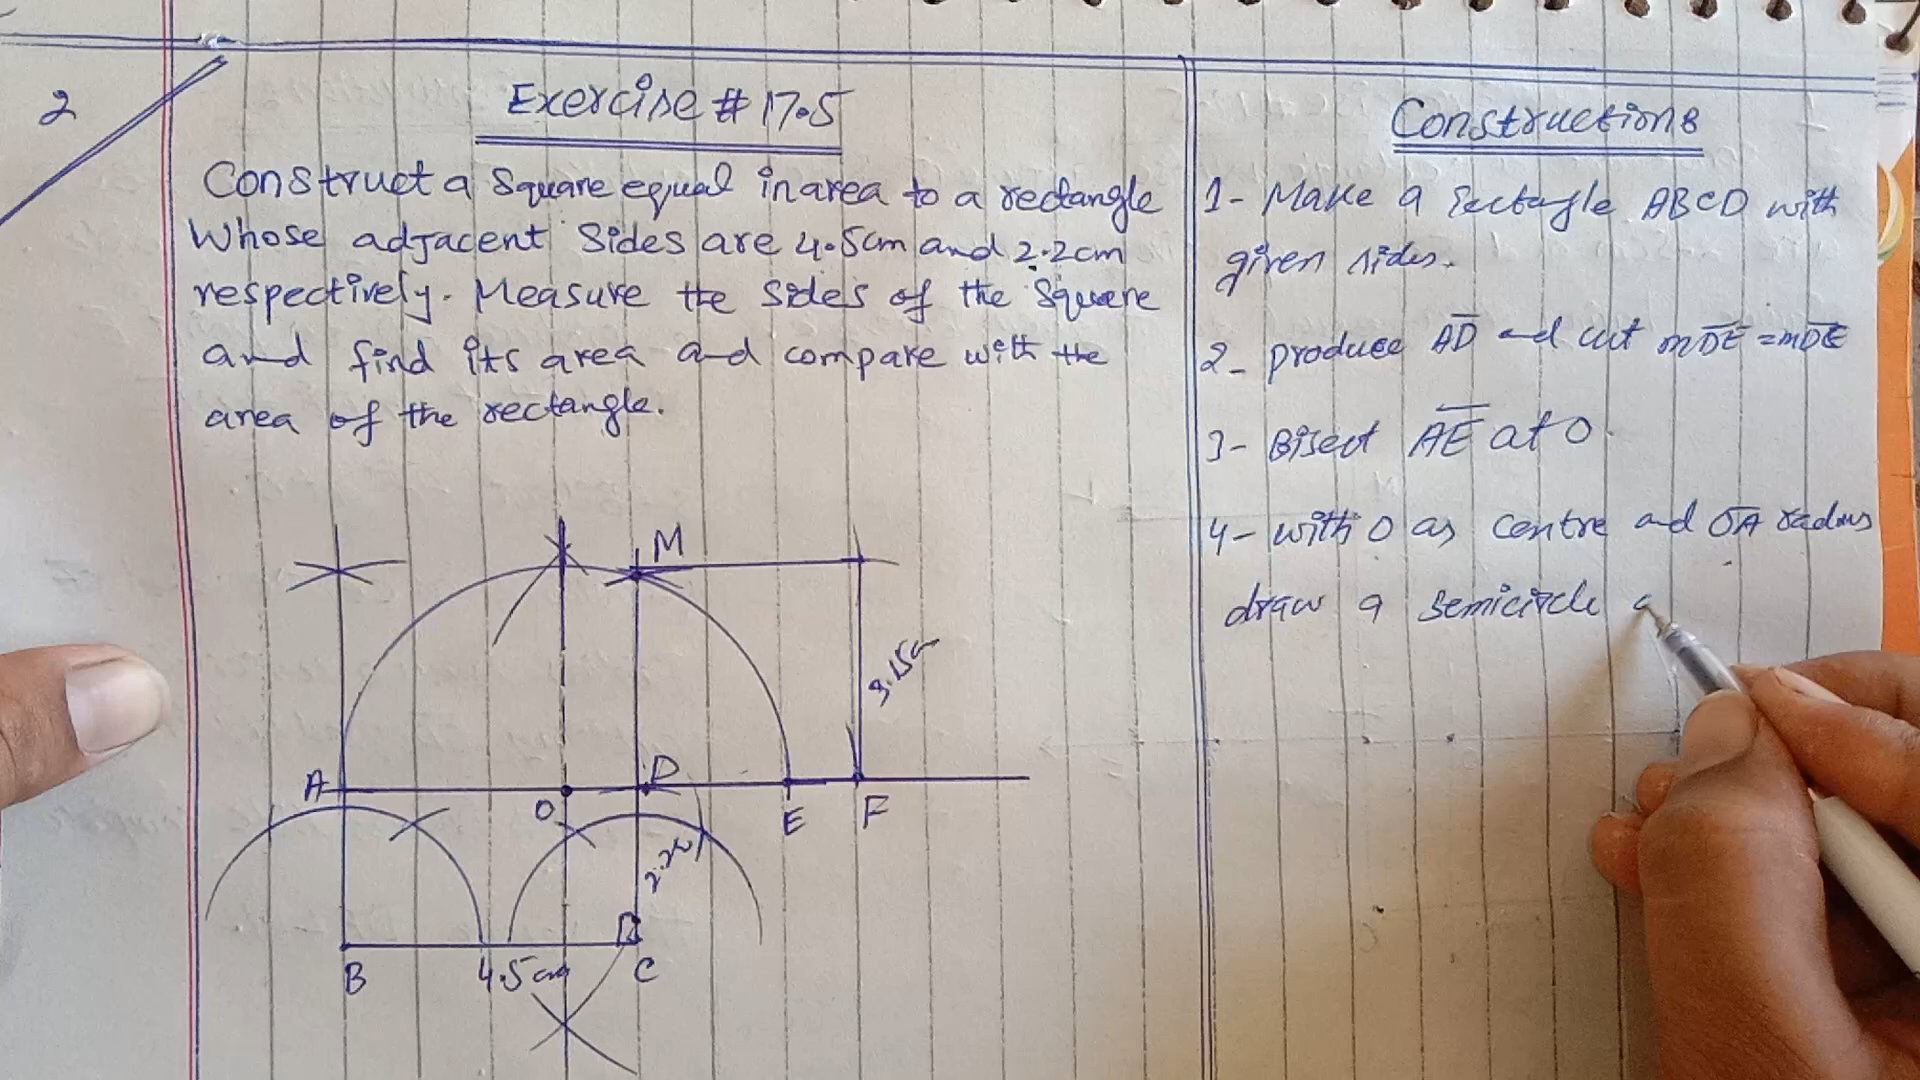 2
Exercise # 17.5
Construct a square equal in area to a rectangle
whose adjacent sides are 4.5cm and 2.2cm
respectively. Measure the sides of the square
and find its area and compare with the
area of the rectangle.
M
3.15c
A
O
D
E
F
2.2c
B
4.5cm
C
Constructions
1- Make a rectangle ABCD with
given sides.
2- produce AD and cut mDE = mDC
3- Bisect AE at O
4- with O as centre and OA radius
draw a semicircle